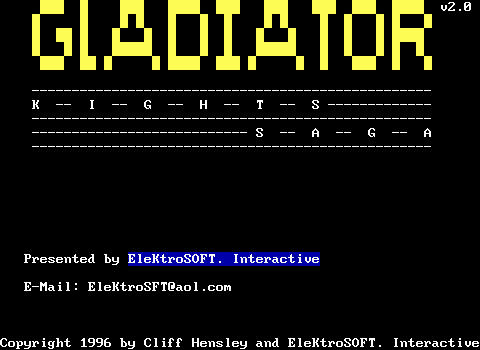 GLADIATOR v2.0
K -- I -- G -- H -- T -- S -------------
--------------------------- S -- A -- G -- A
Presented by EleKtroSOFT. Interactive
E-Mail: EleKtroSFT@aol.com
Copyright 1996 by Cliff Hensley and EleKtroSOFT. Interactive